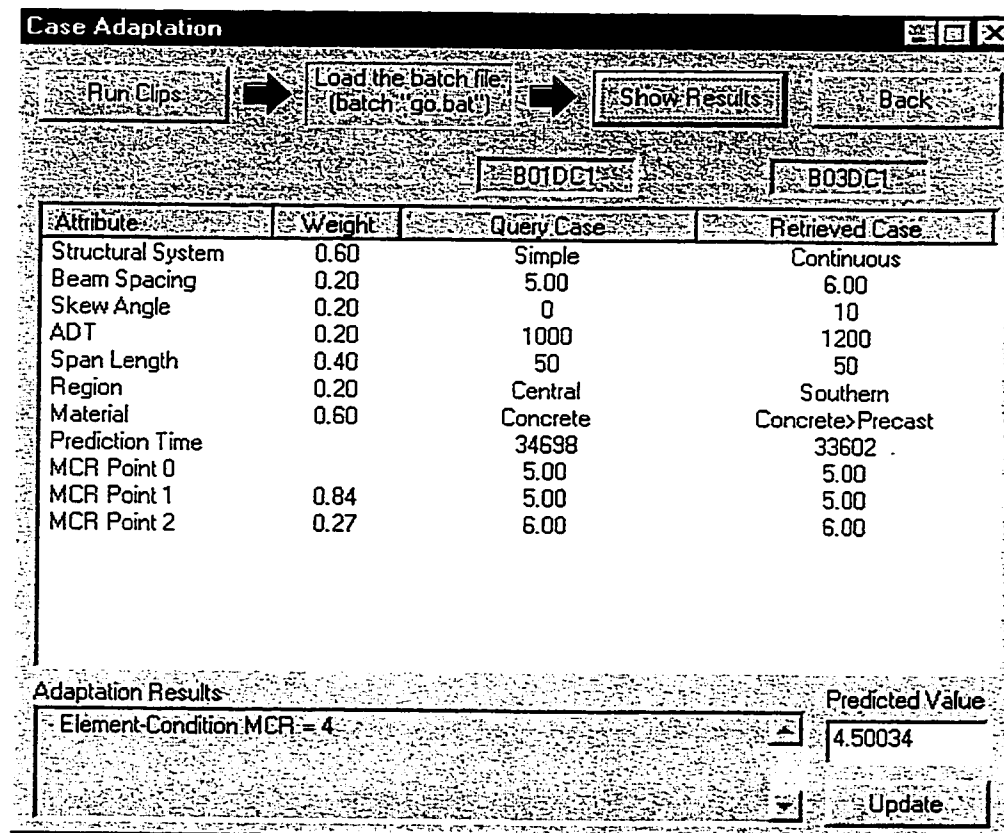 Case Adaptation
Run Clips
Load the batch file
(batch "go.bat")
Show Results
Back
B01DC1 B03DC1
Attribute Weight Query Case Retrieved Case
Structural System 0.60 Simple Continuous
Beam Spacing 0.20 5.00 6.00
Skew Angle 0.20 0 10
ADT 0.20 1000 1200
Span Length 0.40 50 50
Region 0.20 Central Southern
Material 0.60 Concrete Concrete>Precast
Prediction Time 34698 33602
MCR Point 0 5.00 5.00
MCR Point 1 0.84 5.00 5.00
MCR Point 2 0.27 6.00 6.00
Adaptation Results
Element-Condition MCR = 4
Predicted Value
4.50034
Update